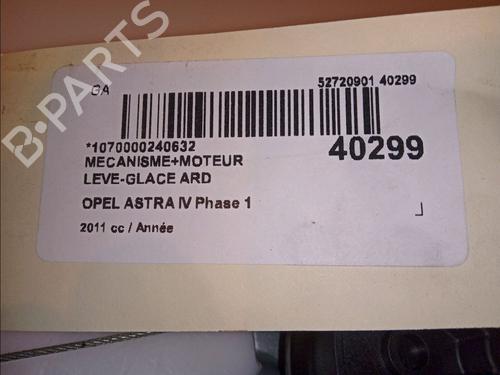 GA
52720901 40299
*1070000240632
40299
MECANISME+MOTEUR
LEVE-GLACE ARD
OPEL ASTRA IV Phase 1
2011 cc / Année
B-PARTS